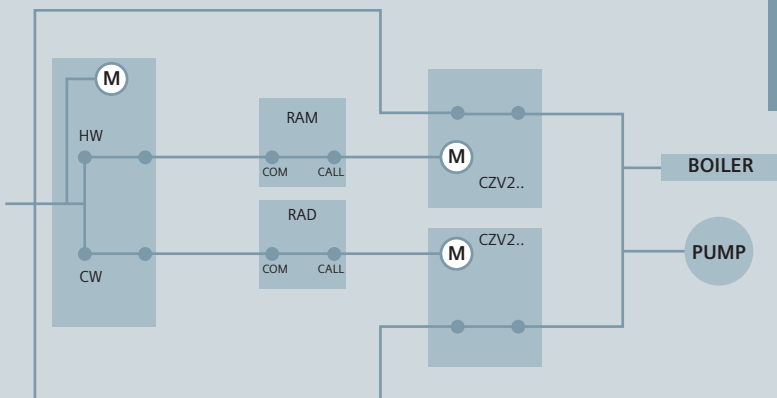 M
HW
CW
RAM
COM CALL
RAD
COM CALL
M
CZV2..
CZV2..
M
BOILER
PUMP